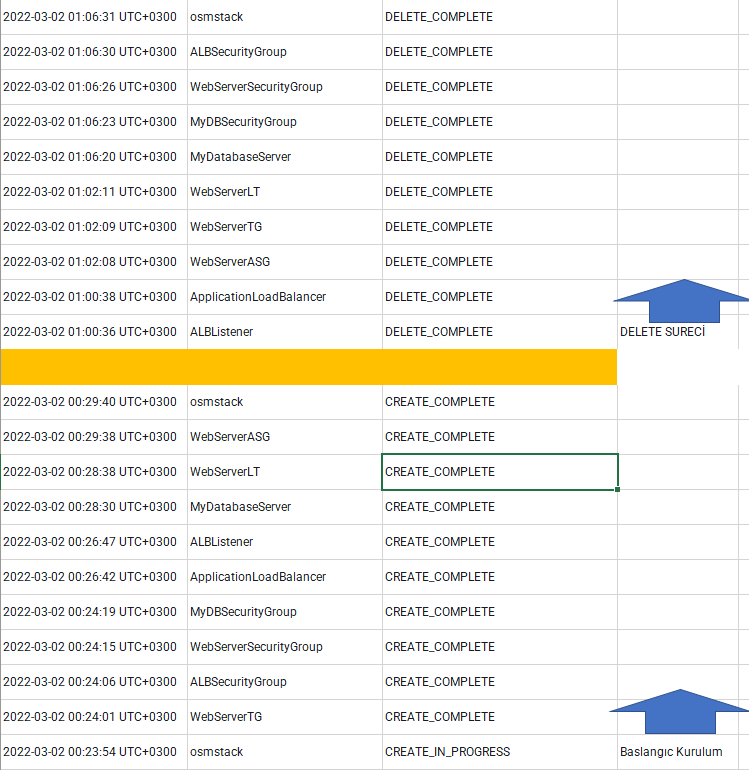 2022-03-02 01:06:31 UTC+0300 osmstack DELETE_COMPLETE
2022-03-02 01:06:30 UTC+0300 ALBSecurityGroup DELETE_COMPLETE
2022-03-02 01:06:26 UTC+0300 WebServerSecurityGroup DELETE_COMPLETE
2022-03-02 01:06:23 UTC+0300 MyDBSecurityGroup DELETE_COMPLETE
2022-03-02 01:06:20 UTC+0300 MyDatabaseServer DELETE_COMPLETE
2022-03-02 01:02:11 UTC+0300 WebServerLT DELETE_COMPLETE
2022-03-02 01:02:09 UTC+0300 WebServerTG DELETE_COMPLETE
2022-03-02 01:02:08 UTC+0300 WebServerASG DELETE_COMPLETE
2022-03-02 01:00:38 UTC+0300 ApplicationLoadBalancer DELETE_COMPLETE
2022-03-02 01:00:36 UTC+0300 ALBListener DELETE_COMPLETE DELETE SURECİ
2022-03-02 00:29:40 UTC+0300 osmstack CREATE_COMPLETE
2022-03-02 00:29:38 UTC+0300 WebServerASG CREATE_COMPLETE
2022-03-02 00:28:38 UTC+0300 WebServerLT CREATE_COMPLETE
2022-03-02 00:28:30 UTC+0300 MyDatabaseServer CREATE_COMPLETE
2022-03-02 00:26:47 UTC+0300 ALBListener CREATE_COMPLETE
2022-03-02 00:26:42 UTC+0300 ApplicationLoadBalancer CREATE_COMPLETE
2022-03-02 00:24:19 UTC+0300 MyDBSecurityGroup CREATE_COMPLETE
2022-03-02 00:24:15 UTC+0300 WebServerSecurityGroup CREATE_COMPLETE
2022-03-02 00:24:06 UTC+0300 ALBSecurityGroup CREATE_COMPLETE
2022-03-02 00:24:01 UTC+0300 WebServerTG CREATE_COMPLETE
2022-03-02 00:23:54 UTC+0300 osmstack CREATE_IN_PROGRESS Baslangıc Kurulum